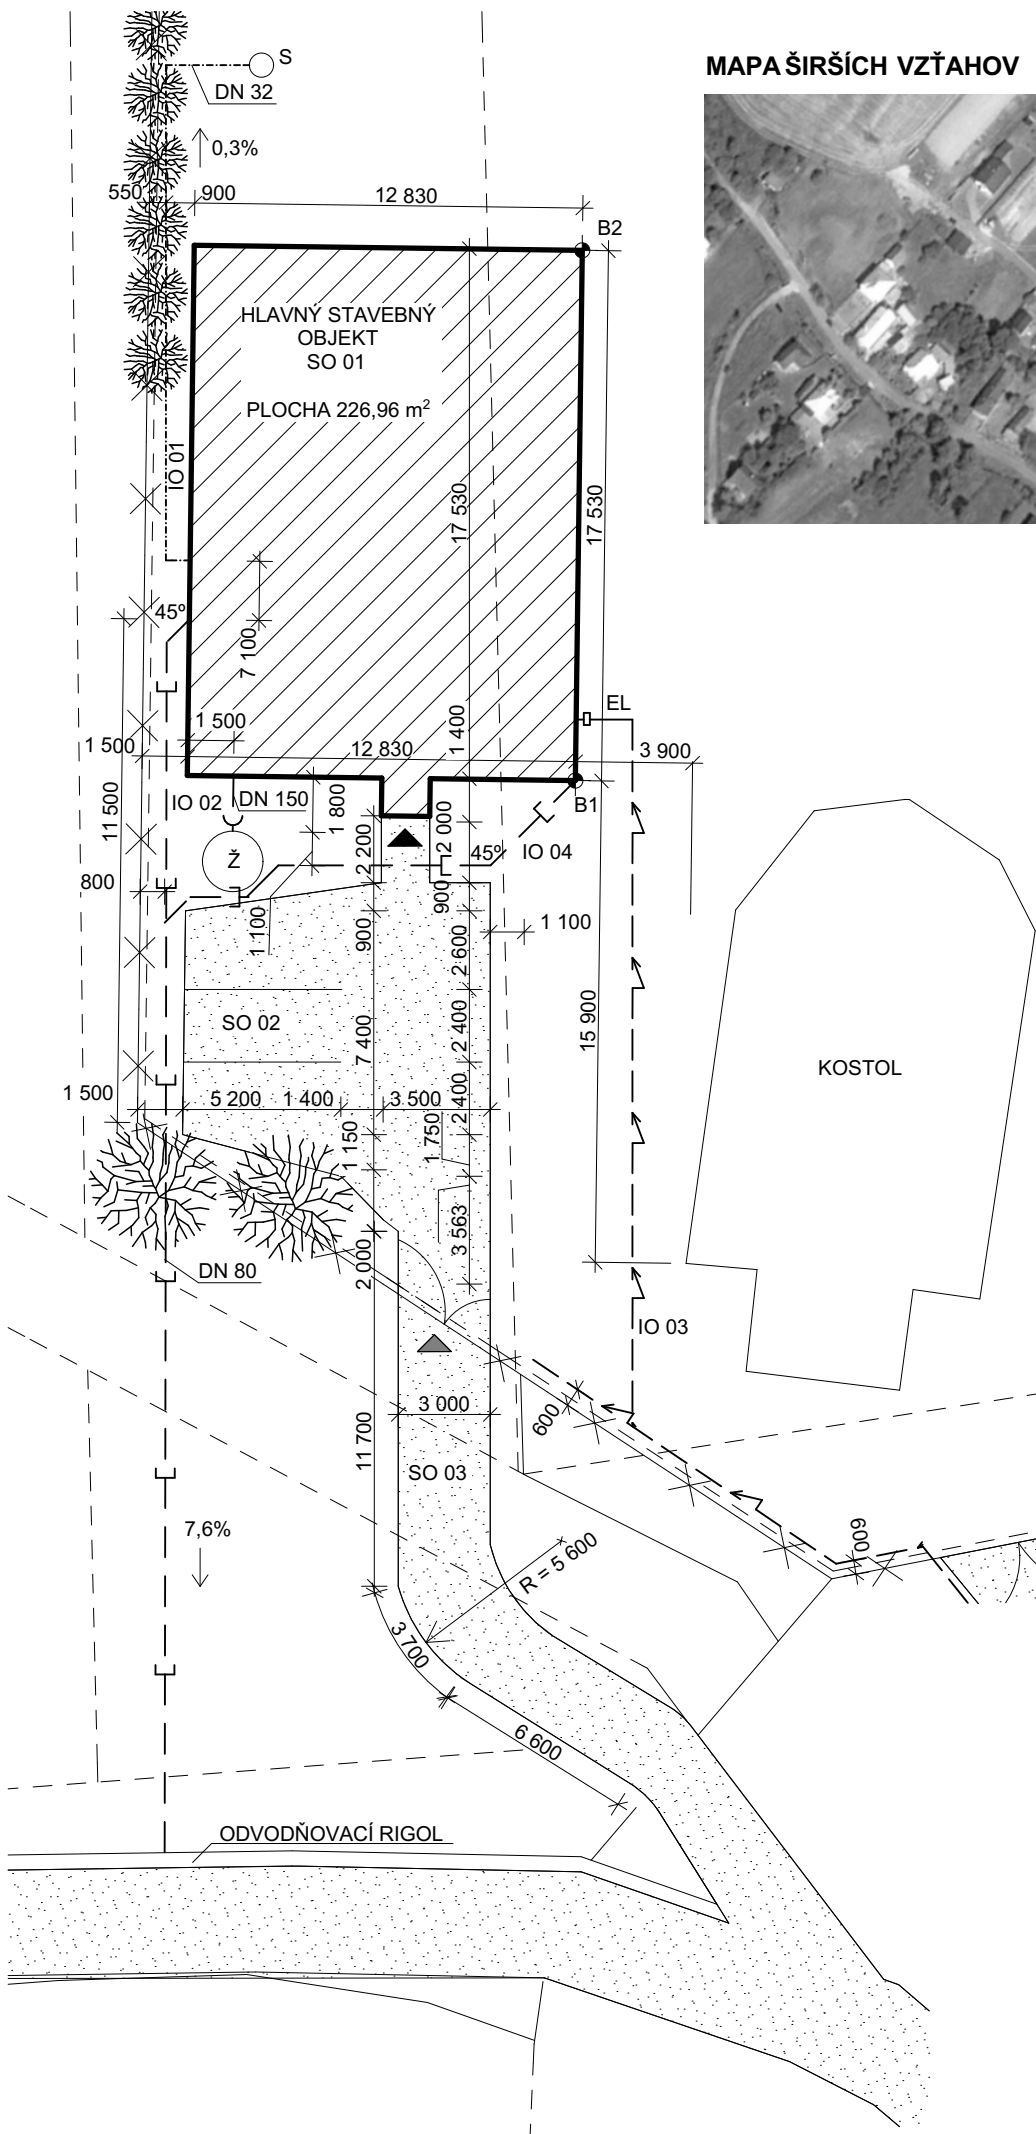 MAPA ŠIRŠÍCH VZŤAHOV
S
DN 32
0,3%
550
900
12 830
B2
HLAVNÝ STAVEBNÝ
OBJEKT
SO 01
PLOCHA 226,96 m²
IO 01
17 530
17 530
45º
7 100
11 500
1 500
1 500
12 830
1 400
EL
3 900
IO 02
DN 150
1 800
B1
2 200
2 000
45º
IO 04
Ž
800
900
1 100
900
1 100
2 600
15 900
SO 02
7 400
2 400
KOSTOL
1 500
5 200
1 400
3 500
2 400
1 150
1 750
3 563
2 000
DN 80
IO 03
11 700
3 000
600
SO 03
7,6%
R = 5 600
600
3 700
6 600
ODVODŇOVACÍ RIGOL